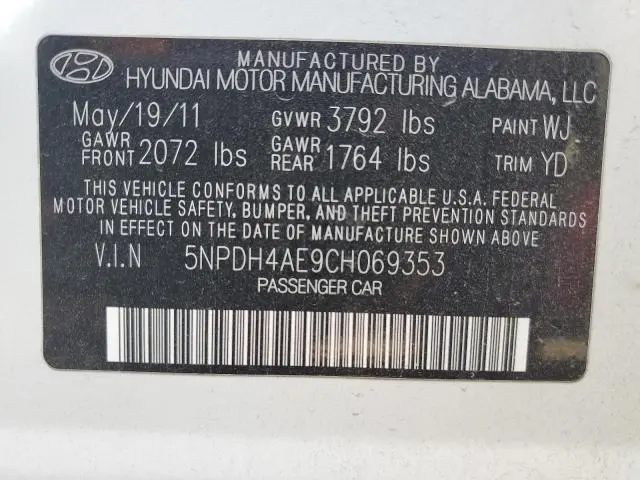 MANUFACTURED BY
HYUNDAI MOTOR MANUFACTURING ALABAMA, LLC
May/19/11 GVWR 3792 lbs PAINT WJ
GAWR FRONT 2072 lbs GAWR REAR 1764 lbs TRIM YD
THIS VEHICLE CONFORMS TO ALL APPLICABLE U.S.A. FEDERAL
MOTOR VEHICLE SAFETY, BUMPER, AND THEFT PREVENTION STANDARDS
IN EFFECT ON THE DATE OF MANUFACTURE SHOWN ABOVE
V.I.N 5NPDH4AE9CH069353
PASSENGER CAR